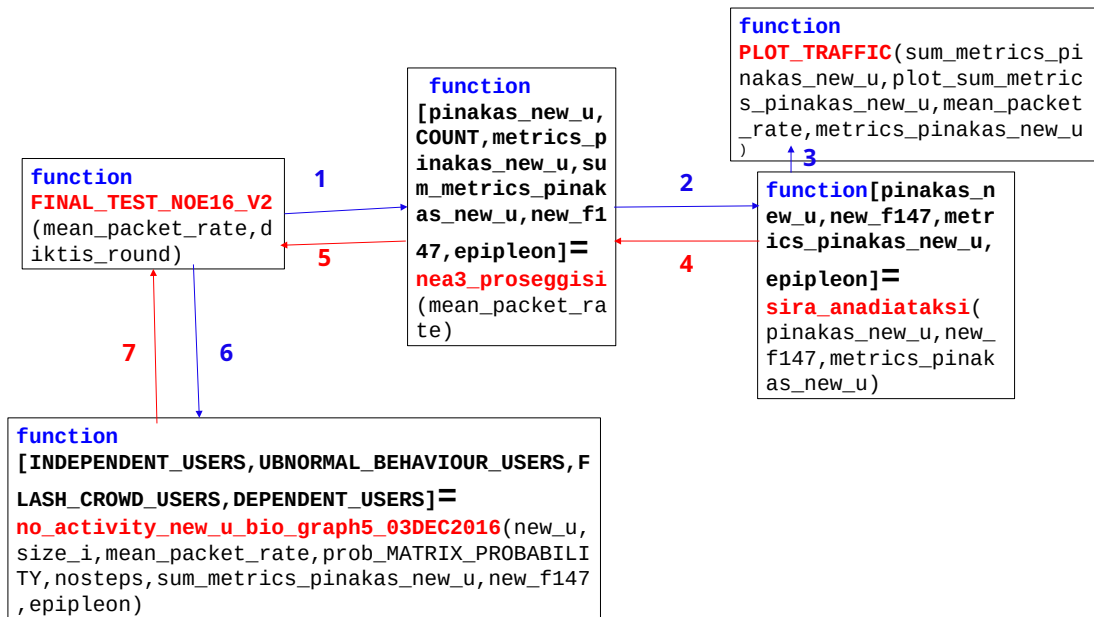 function
PLOT_TRAFFIC(sum_metrics_pi
nakas_new_u,plot_sum_metric
s_pinakas_new_u,mean_packet
_rate,metrics_pinakas_new_u
)
function
[pinakas_new_u,
COUNT,metrics_p
inakas_new_u,su
m_metrics_pinak
as_new_u,new_f1
47,epipleon]=
nea3_proseggisi
(mean_packet_ra
te)
function
FINAL_TEST_NOE16_V2
(mean_packet_rate,d
iktis_round)
function[pinakas_n
ew_u,new_f147,metr
ics_pinakas_new_u,
epipleon]=
sira_anadiataksi(
pinakas_new_u,new_
f147,metrics_pinak
as_new_u)
1
2
3
4
5
6
7
function
[INDEPENDENT_USERS,UBNORMAL_BEHAVIOUR_USERS,F
LASH_CROWD_USERS,DEPENDENT_USERS]=
no_activity_new_u_bio_graph5_03DEC2016(new_u,
size_i,mean_packet_rate,prob_MATRIX_PROBABILI
TY,nosteps,sum_metrics_pinakas_new_u,new_f147
,epipleon)